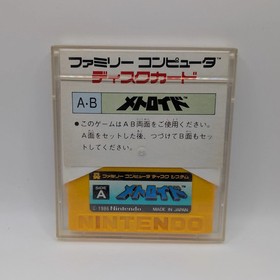 ファミリー コンピュータ™
ディスクカード
A・B
メトロイド
●このゲームはAB両面をご使用ください。
A面をセットした後、つづけてB面もセッ
トしてください。
ファミリー コンピュータ ディスク システム
SIDE
A
メトロイド
© 1986 Nintendo
MADE IN JAPAN
NINTENDO